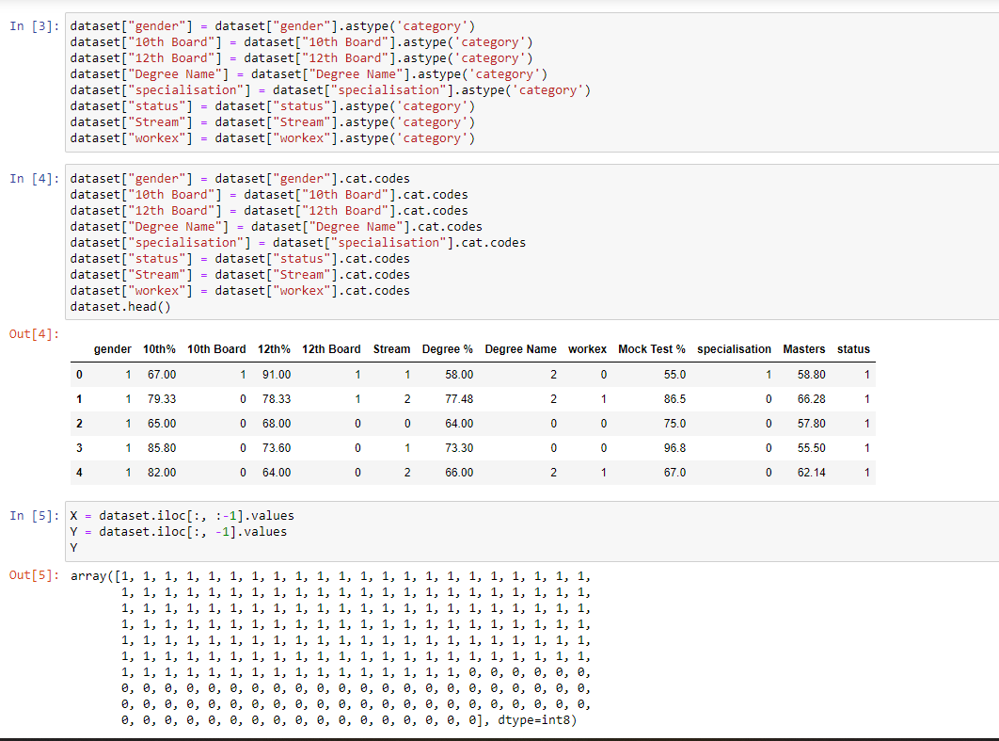 In [3]: dataset["gender"] = dataset["gender"].astype('category')
dataset["10th Board"] = dataset["10th Board"].astype('category')
dataset["12th Board"] = dataset["12th Board"].astype('category')
dataset["Degree Name"] = dataset["Degree Name"].astype('category')
dataset["specialisation"] = dataset["specialisation"].astype('category')
dataset["status"] = dataset["status"].astype('category')
dataset["Stream"] = dataset["Stream"].astype('category')
dataset["workex"] = dataset["workex"].astype('category')
In [4]: dataset["gender"] = dataset["gender"].cat.codes
dataset["10th Board"] = dataset["10th Board"].cat.codes
dataset["12th Board"] = dataset["12th Board"].cat.codes
dataset["Degree Name"] = dataset["Degree Name"].cat.codes
dataset["specialisation"] = dataset["specialisation"].cat.codes
dataset["status"] = dataset["status"].cat.codes
dataset["Stream"] = dataset["Stream"].cat.codes
dataset["workex"] = dataset["workex"].cat.codes
dataset.head()
Out[4]:
gender 10th% 10th Board 12th% 12th Board Stream Degree % Degree Name workex Mock Test % specialisation Masters status
0 1 67.00 1 91.00 1 1 58.00 2 0 55.0 1 58.80 1
1 1 79.33 0 78.33 1 2 77.48 2 1 86.5 0 66.28 1
2 1 65.00 0 68.00 0 0 64.00 0 0 75.0 0 57.80 1
3 1 85.80 0 73.60 0 1 73.30 0 0 96.8 0 55.50 1
4 1 82.00 0 64.00 0 2 66.00 2 1 67.0 0 62.14 1
In [5]: X = dataset.iloc[:, :-1].values
Y = dataset.iloc[:, -1].values
Y
Out[5]: array([1, 1, 1, 1, 1, 1, 1, 1, 1, 1, 1, 1, 1, 1, 1, 1, 1, 1, 1, 1, 1, 1,
1, 1, 1, 1, 1, 1, 1, 1, 1, 1, 1, 1, 1, 1, 1, 1, 1, 1, 1, 1, 1, 1,
1, 1, 1, 1, 1, 1, 1, 1, 1, 1, 1, 1, 1, 1, 1, 1, 1, 1, 1, 1, 1, 1,
1, 1, 1, 1, 1, 1, 1, 1, 1, 1, 1, 1, 1, 1, 1, 1, 1, 1, 1, 1, 1, 1,
1, 1, 1, 1, 1, 1, 1, 1, 1, 1, 1, 1, 1, 1, 1, 1, 1, 1, 1, 1, 1, 1,
1, 1, 1, 1, 1, 1, 1, 1, 1, 1, 1, 1, 1, 1, 1, 1, 1, 1, 1, 1, 1, 1,
1, 1, 1, 1, 1, 1, 1, 1, 1, 1, 1, 1, 1, 1, 1, 1, 0, 0, 0, 0, 0, 0,
0, 0, 0, 0, 0, 0, 0, 0, 0, 0, 0, 0, 0, 0, 0, 0, 0, 0, 0, 0, 0, 0,
0, 0, 0, 0, 0, 0, 0, 0, 0, 0, 0, 0, 0, 0, 0, 0, 0, 0, 0, 0, 0, 0,
0, 0, 0, 0, 0, 0, 0, 0, 0, 0, 0, 0, 0, 0, 0, 0, 0], dtype=int8)